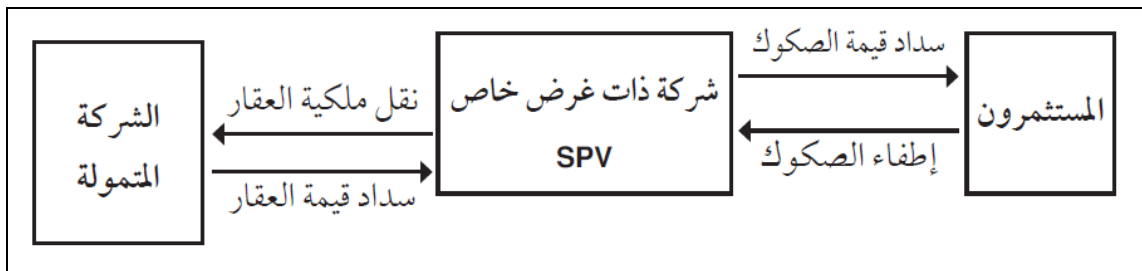 المستثمرون
سداد قيمة الصكوك
إطفاء الصكوك
شركة ذات غرض خاص
SPV
نقل ملكية العقار
سداد قيمة العقار
الشركة
المتمولة